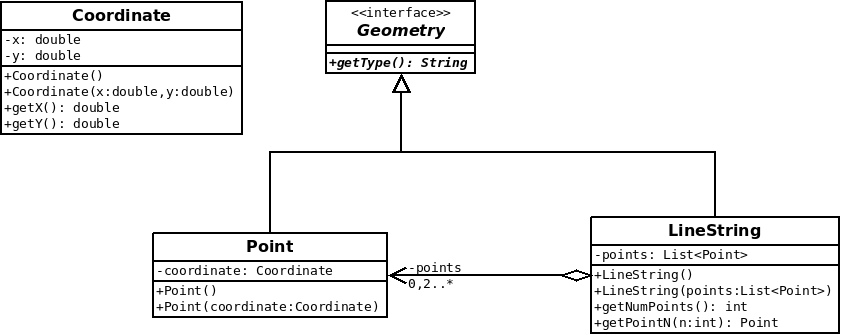 Coordinate
-x: double
-y: double
+Coordinate()
+Coordinate(x:double,y:double)
+getX(): double
+getY(): double
<<interface>>
Geometry
+getType(): String
Point
-coordinate: Coordinate
+Point()
+Point(coordinate:Coordinate)
-points
0,2..*
LineString
-points: List<Point>
+LineString()
+LineString(points:List<Point>)
+getNumPoints(): int
+getPointN(n:int): Point